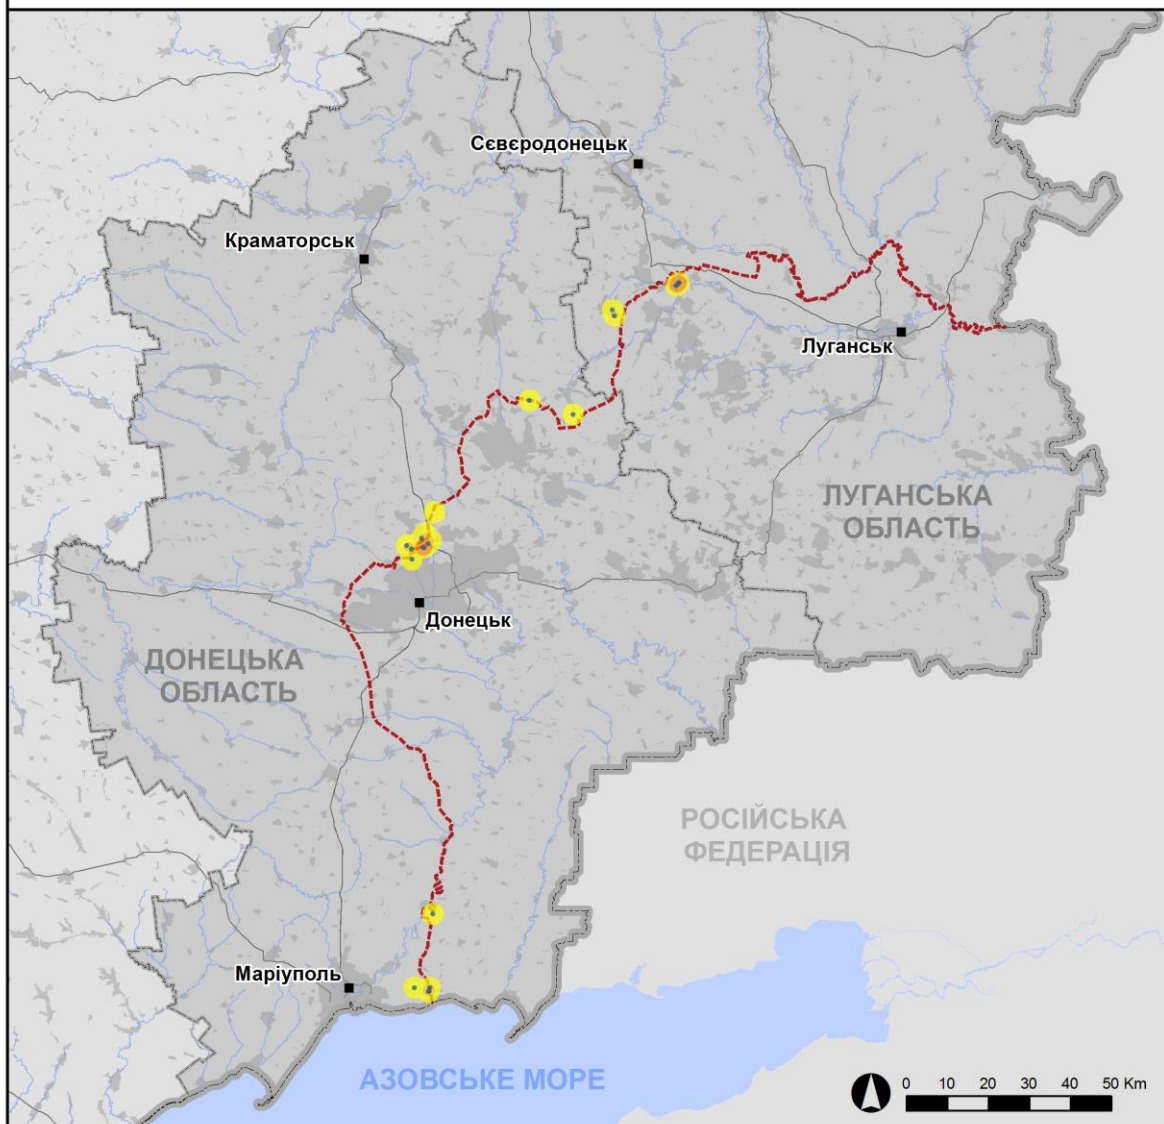 Сєвєродонецьк
Краматорськ
Луганськ
ЛУГАНСЬКА
ОБЛАСТЬ
Донецьк
ДОНЕЦЬКА
ОБЛАСТЬ
РОСІЙСЬКА
ФЕДЕРАЦІЯ
Маріуполь
АЗОВСЬКЕ МОРЕ
0 10 20 30 40 50 Km